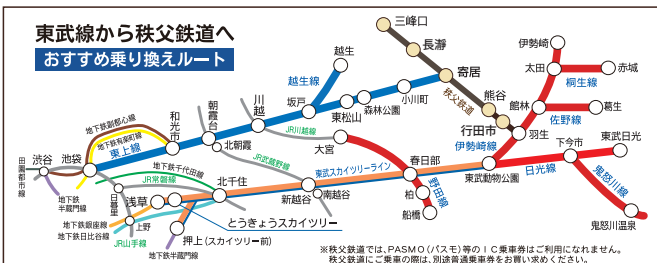 東武線から秩父鉄道へ
おすすめ乗り換えルート
三峰口
長瀞
寄居
秩父鉄道
熊谷
行田市
羽生
伊勢崎
太田
桐生線
赤城
館林
葛生
佐野線
伊勢崎線
越生
越生線
坂戸
東松山
森林公園
小川町
川越
JR川越線
朝霞台
北朝霞
和光市
地下鉄副都心線
地下鉄有楽町線
東上線
JR武蔵野線
大宮
春日部
東武スカイツリーライン
東武動物公園
下今市
東武日光
日光線
鬼怒川線
鬼怒川温泉
野田線
柏
船橋
田園都市線
渋谷
池袋
地下鉄半蔵門線
地下鉄千代田線
JR常磐線
日暮里
北千住
新越谷
南越谷
浅草
上野
とうきょうスカイツリー
地下鉄銀座線
地下鉄日比谷線
JR山手線
押上(スカイツリー前)
地下鉄半蔵門線
※秩父鉄道では、PASMO(パスモ)等のIC乗車券はご利用になれません。
秩父鉄道にご乗車の際は、別途普通乗車券をお買い求めください。